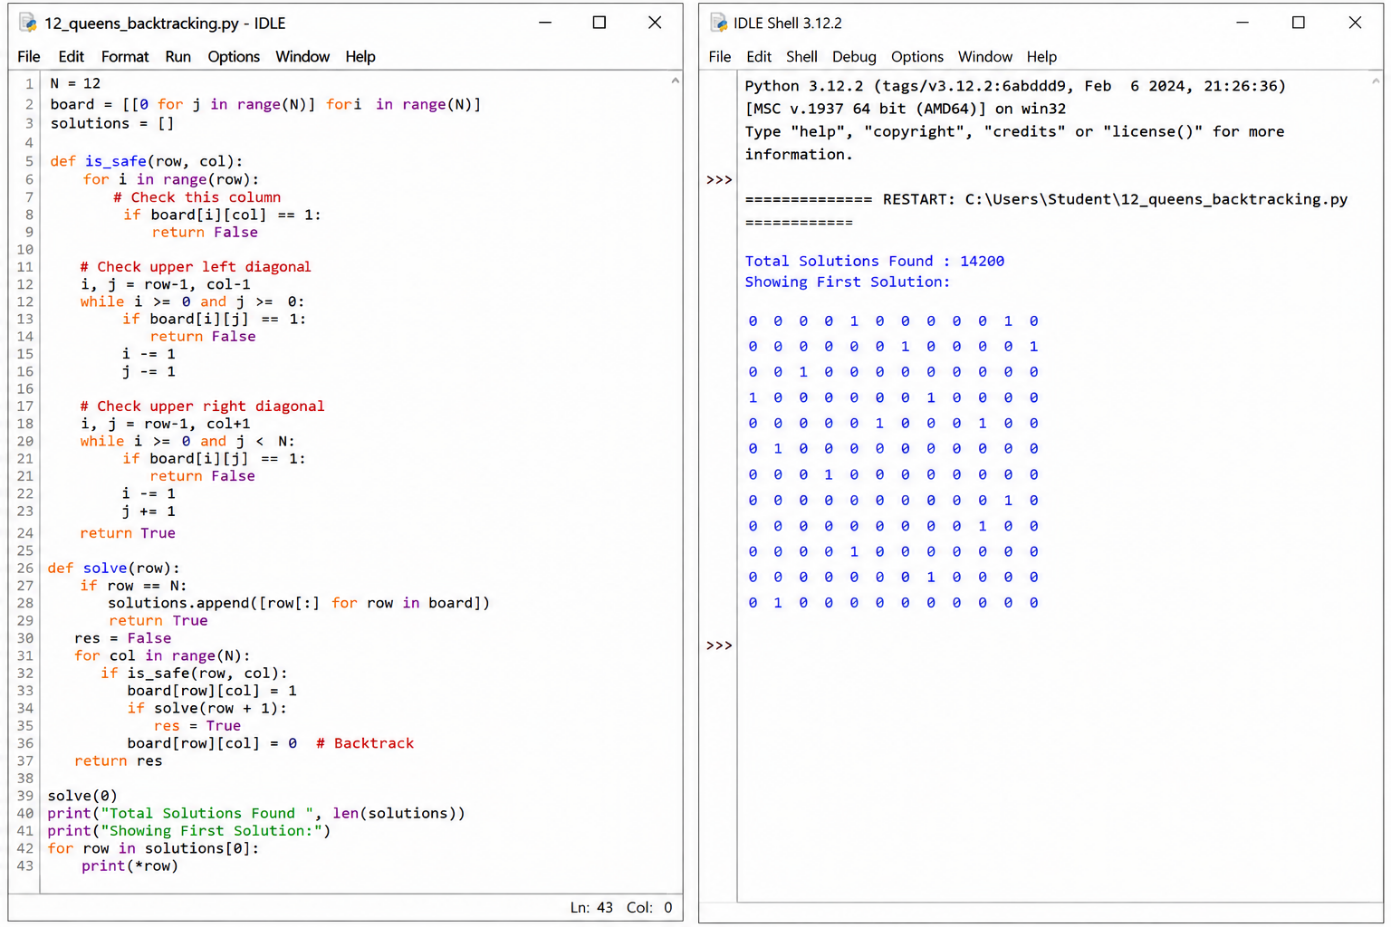 12_queens_backtracking.py - IDLE
File Edit Format Run Options Window Help
1 N = 12
2 board = [[0 for j in range(N)] fori in range(N)]
3 solutions = []
4
5 def is_safe(row, col):
6 for i in range(row):
7 # Check this column
8 if board[i][col] == 1:
9 return False
10
11 # Check upper left diagonal
12 i, j = row-1, col-1
12 while i >= 0 and j >= 0:
13 if board[i][j] == 1:
14 return False
15 i -= 1
16 j -= 1
16
17 # Check upper right diagonal
18 i, j = row-1, col+1
20 while i >= 0 and j < N:
21 if board[i][j] == 1:
21 return False
22 i -= 1
23 j += 1
24 return True
25
26 def solve(row):
27 if row == N:
28 solutions.append([row[:] for row in board])
29 return True
30 res = False
31 for col in range(N):
32 if is_safe(row, col):
33 board[row][col] = 1
34 if solve(row + 1):
35 res = True
36 board[row][col] = 0 # Backtrack
37 return res
38
39 solve(0)
40 print("Total Solutions Found ", len(solutions))
41 print("Showing First Solution:")
42 for row in solutions[0]:
43 print(*row)
Ln: 43 Col: 0
IDLE Shell 3.12.2
File Edit Shell Debug Options Window Help
Python 3.12.2 (tags/v3.12.2:6abddd9, Feb 6 2024, 21:26:36)
[MSC v.1937 64 bit (AMD64)] on win32
Type "help", "copyright", "credits" or "license()" for more
information.
>>>
============== RESTART: C:\Users\Student\12_queens_backtracking.py
============
Total Solutions Found : 14200
Showing First Solution:
0 0 0 0 1 0 0 0 0 0 1 0
0 0 0 0 0 0 1 0 0 0 0 1
0 0 1 0 0 0 0 0 0 0 0 0
1 0 0 0 0 0 0 1 0 0 0 0
0 0 0 0 0 1 0 0 0 1 0 0
0 1 0 0 0 0 0 0 0 0 0 0
0 0 0 1 0 0 0 0 0 0 0 0
0 0 0 0 0 0 0 0 0 0 1 0
0 0 0 0 0 0 0 0 0 1 0 0
0 0 0 0 1 0 0 0 0 0 0 0
0 0 0 0 0 0 0 1 0 0 0 0
0 1 0 0 0 0 0 0 0 0 0 0
>>>